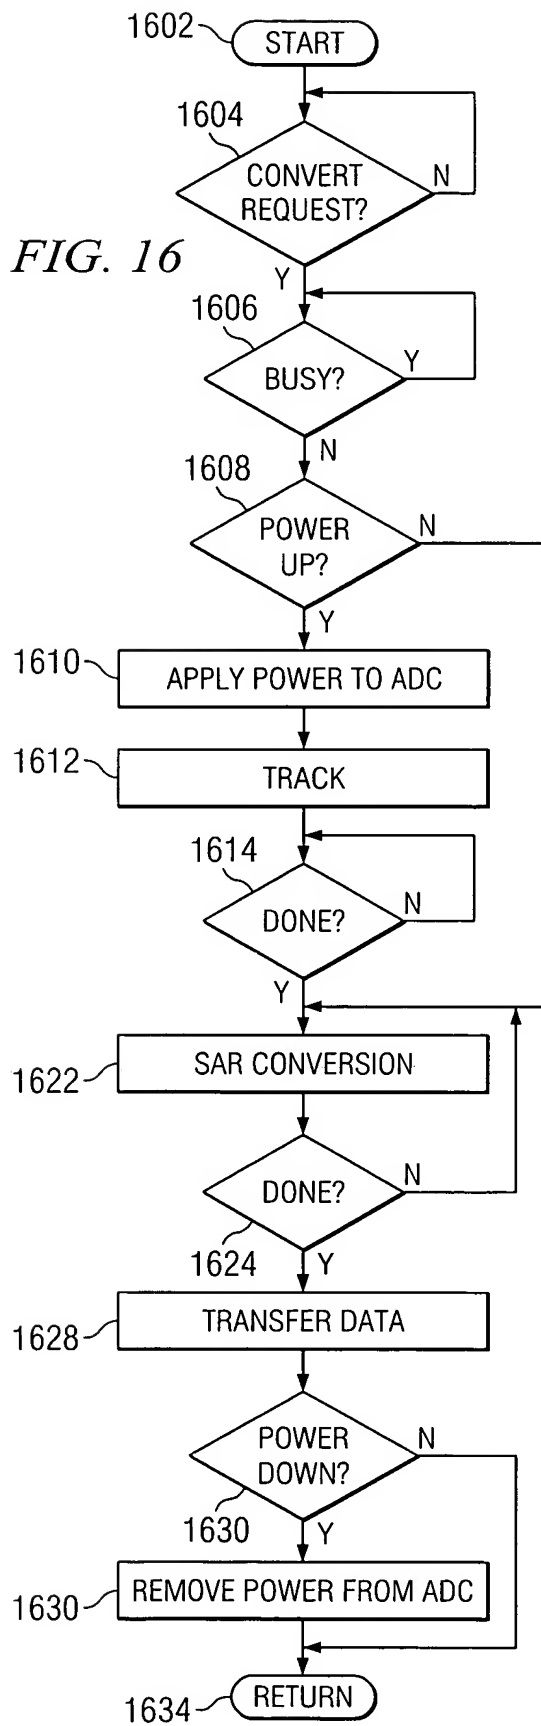 1602
START
1604
CONVERT
REQUEST?
N
FIG. 16
Y
1606
BUSY?
Y
N
1608
POWER
UP?
N
Y
1610
APPLY POWER TO ADC
1612
TRACK
1614
DONE?
N
Y
1622
SAR CONVERSION
DONE?
N
1624
Y
1628
TRANSFER DATA
POWER
DOWN?
N
1630
Y
1630
REMOVE POWER FROM ADC
1634
RETURN